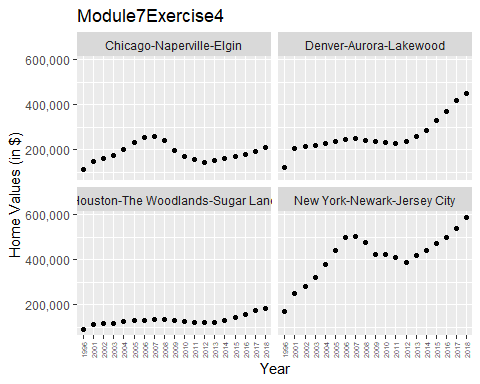 Module7Exercise4
Chicago-Naperville-Elgin
Denver-Aurora-Lakewood
600,000
400,000
200,000
Houston-The Woodlands-Sugar Land
New York-Newark-Jersey City
600,000
400,000
200,000
Home Values (in $)
1996 2001 2002 2003 2004 2005 2006 2007 2008 2009 2010 2011 2012 2013 2014 2015 2016 2017 2018
1996 2001 2002 2003 2004 2005 2006 2007 2008 2009 2010 2011 2012 2013 2014 2015 2016 2017 2018
Year